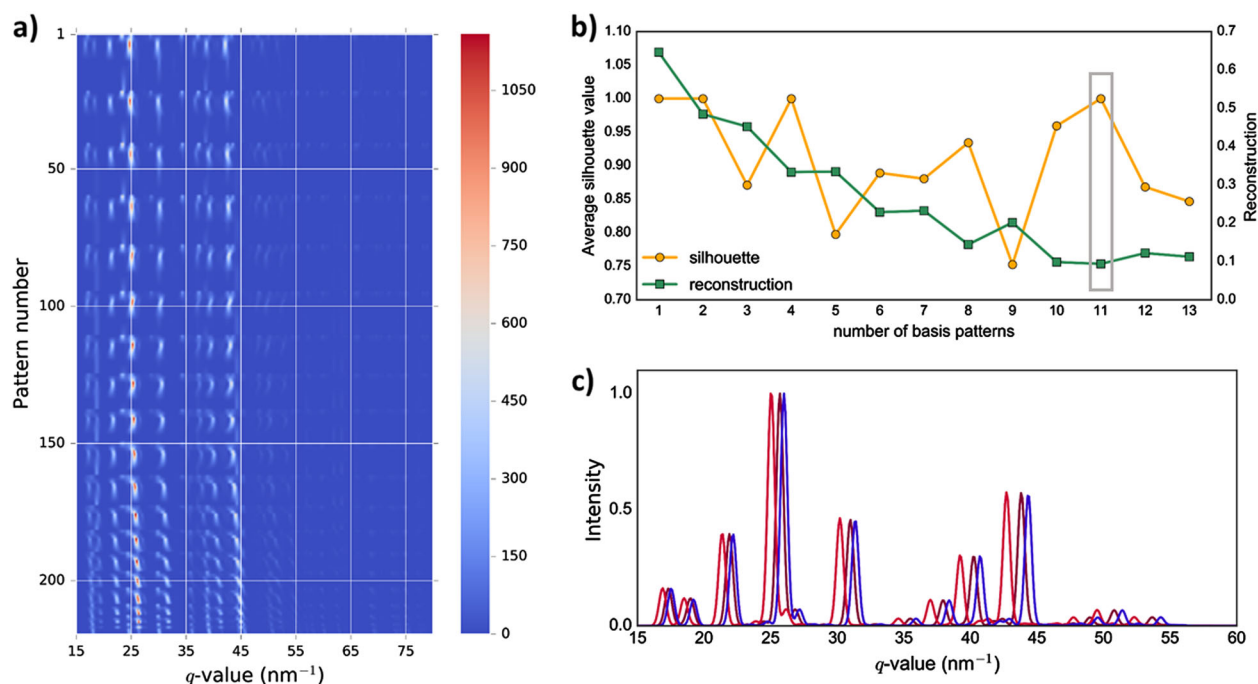 a)
Pattern number
1
50
100
150
200
15
25
35
45
55
65
75
q-value (nm⁻¹)
1050
900
750
600
450
300
150
0
b)
Average silhouette value
1.10
1.05
1.00
0.95
0.90
0.85
0.80
0.75
0.70
silhouette
reconstruction
1 2 3 4 5 6 7 8 9 10 11 12 13
number of basis patterns
0.7
0.6
0.5
0.4
0.3
0.2
0.1
0.0
Reconstruction
c)
Intensity
1.0
0.5
0.0
15 20 25 30 35 40 45 50 55 60
q-value (nm⁻¹)